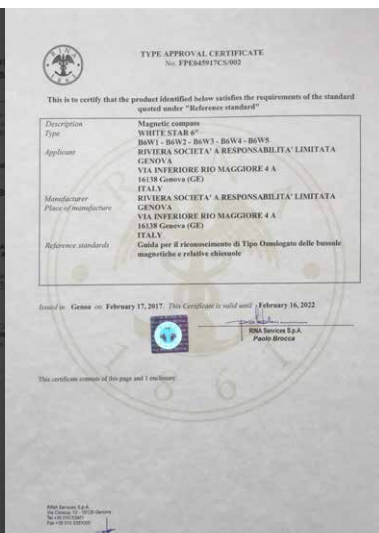 RINA
1861
TYPE APPROVAL CERTIFICATE
No. FPE045917CS/002
This is to certify that the product identified below satisfies the requirements of the standard
quoted under "Reference standard"
Description Magnetic compass
Type WHITE STAR 6"
B6W1 - B6W2 - B6W3 - B6W4 - B6W5
Applicant RIVIERA SOCIETA' A RESPONSABILITA' LIMITATA
GENOVA
VIA INFERIORE RIO MAGGIORE 4 A
16138 Genova (GE)
ITALY
Manufacturer RIVIERA SOCIETA' A RESPONSABILITA' LIMITATA
Place of manufacture GENOVA
VIA INFERIORE RIO MAGGIORE 4 A
16138 Genova (GE)
ITALY
Reference standards Guida per il riconoscimento di Tipo Omologato delle bussole
magnetiche e relative chiesuole
Issued in Genoa on February 17, 2017. This Certificate is valid until February 16, 2022
RINA Services S.p.A.
Paolo Brocca
This certificate consists of this page and 1 enclosure
RINA Services S.p.A.